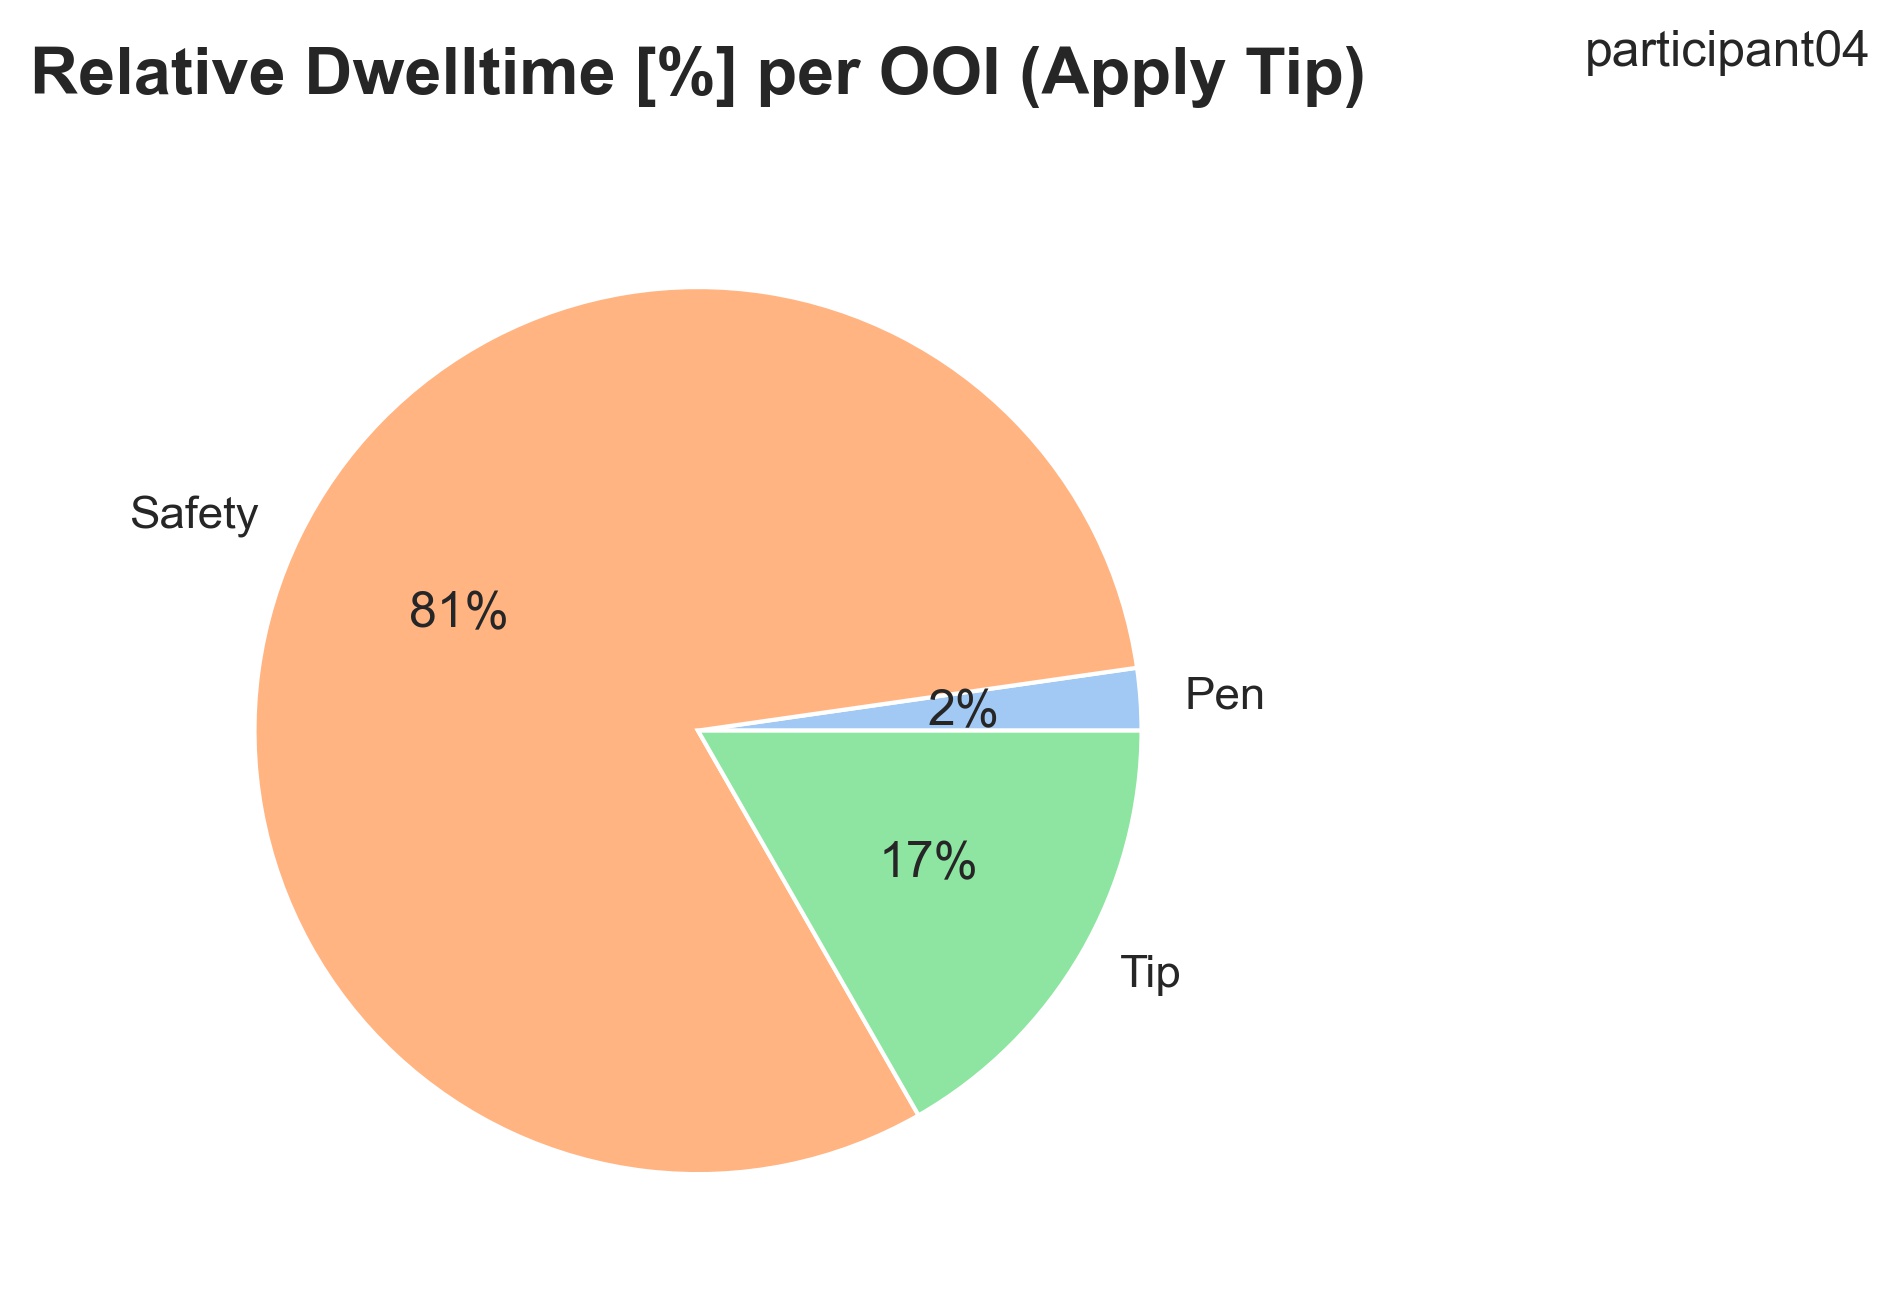 Relative Dwelltime [%] per OOI (Apply Tip)
participant04
Safety
81%
2%
Pen
17%
Tip